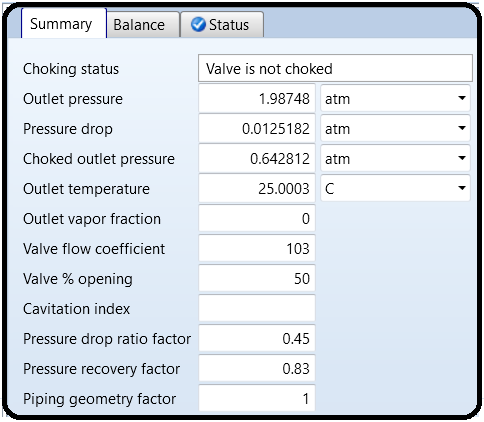 Summary Balance Status
Choking status Valve is not choked
Outlet pressure 1.98748 atm
Pressure drop 0.0125182 atm
Choked outlet pressure 0.642812 atm
Outlet temperature 25.0003 C
Outlet vapor fraction 0
Valve flow coefficient 103
Valve % opening 50
Cavitation index
Pressure drop ratio factor 0.45
Pressure recovery factor 0.83
Piping geometry factor 1